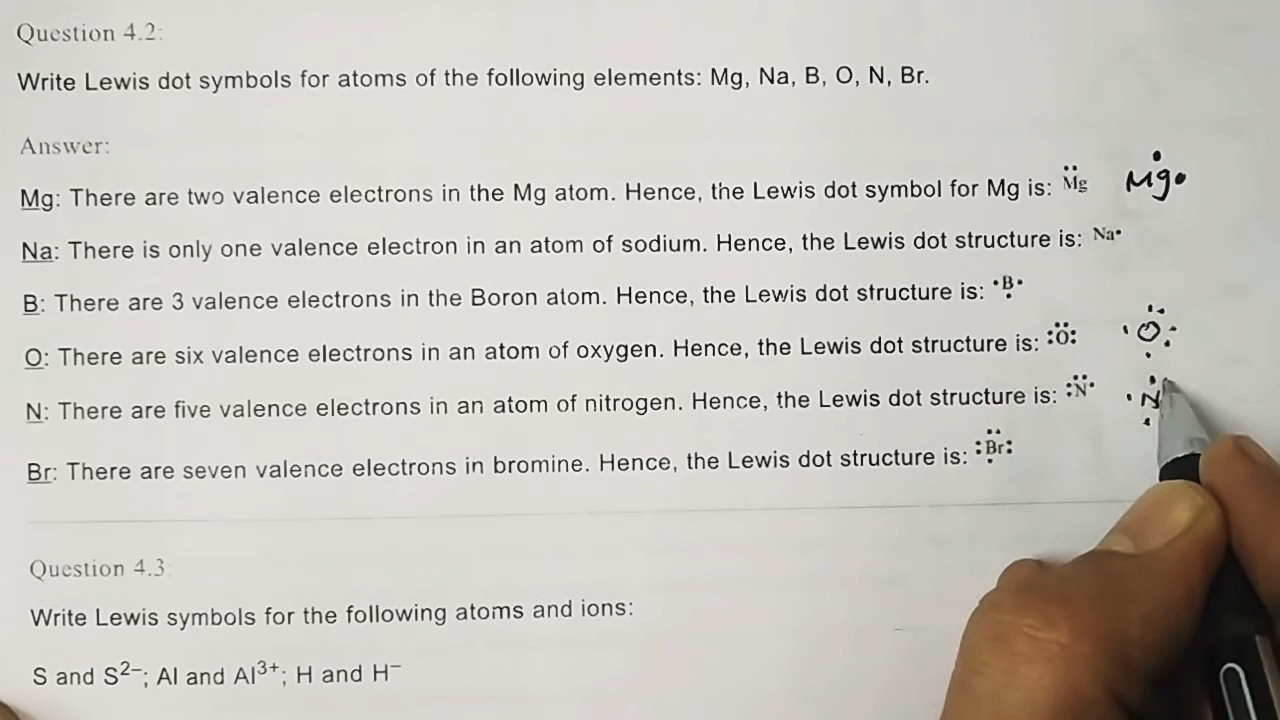 Question 4.2:
Write Lewis dot symbols for atoms of the following elements: Mg, Na, B, O, N, Br.
Answer:
Mg: There are two valence electrons in the Mg atom. Hence, the Lewis dot symbol for Mg is: Mg Mg
Na: There is only one valence electron in an atom of sodium. Hence, the Lewis dot structure is: Na•
B: There are 3 valence electrons in the Boron atom. Hence, the Lewis dot structure is: •B•
O: There are six valence electrons in an atom of oxygen. Hence, the Lewis dot structure is: :O: O
N: There are five valence electrons in an atom of nitrogen. Hence, the Lewis dot structure is: :N• N
Br: There are seven valence electrons in bromine. Hence, the Lewis dot structure is: :Br:
Question 4.3
Write Lewis symbols for the following atoms and ions:
S and S²⁻; Al and Al³⁺; H and H⁻